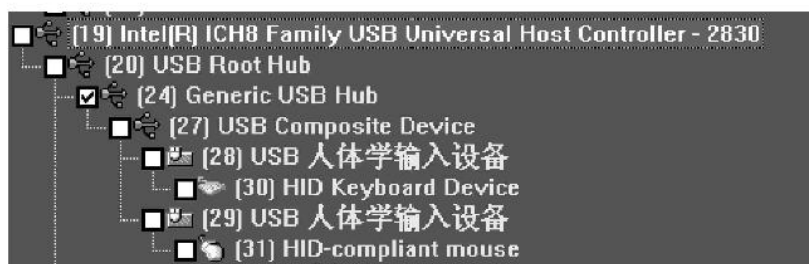 (19) Intel(R) ICH8 Family USB Universal Host Controller - 2830
(20) USB Root Hub
(24) Generic USB Hub
(27) USB Composite Device
(28) USB 人体学输入设备
(30) HID Keyboard Device
(29) USB 人体学输入设备
(31) HID-compliant mouse